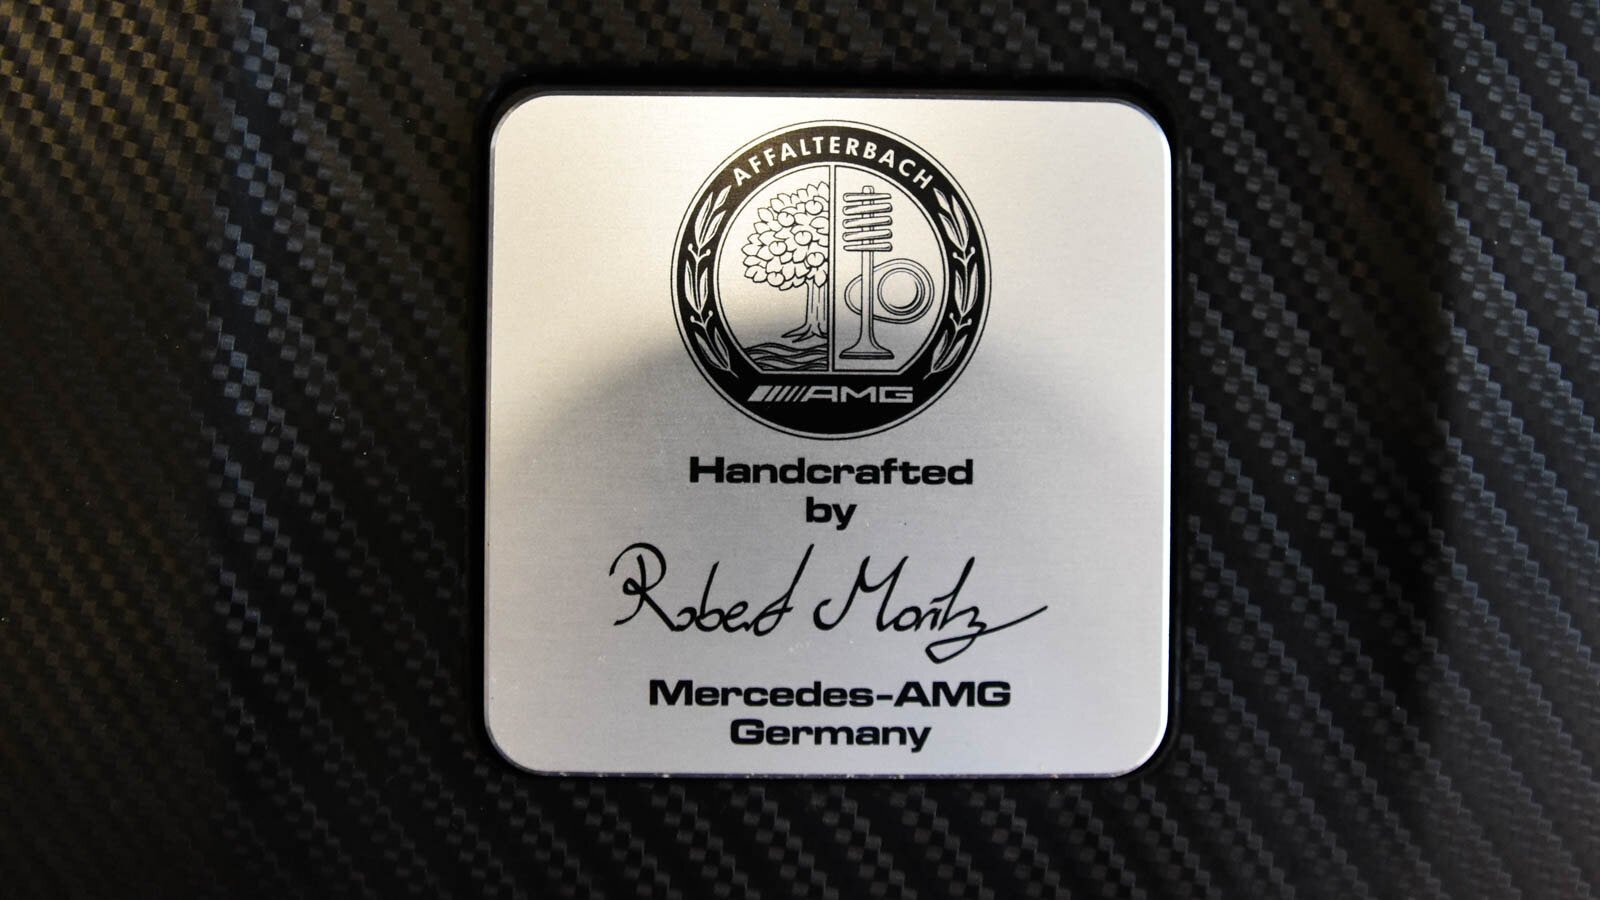 AFFALTERBACH
AMG
Handcrafted
by
Robert Moritz
Mercedes-AMG
Germany